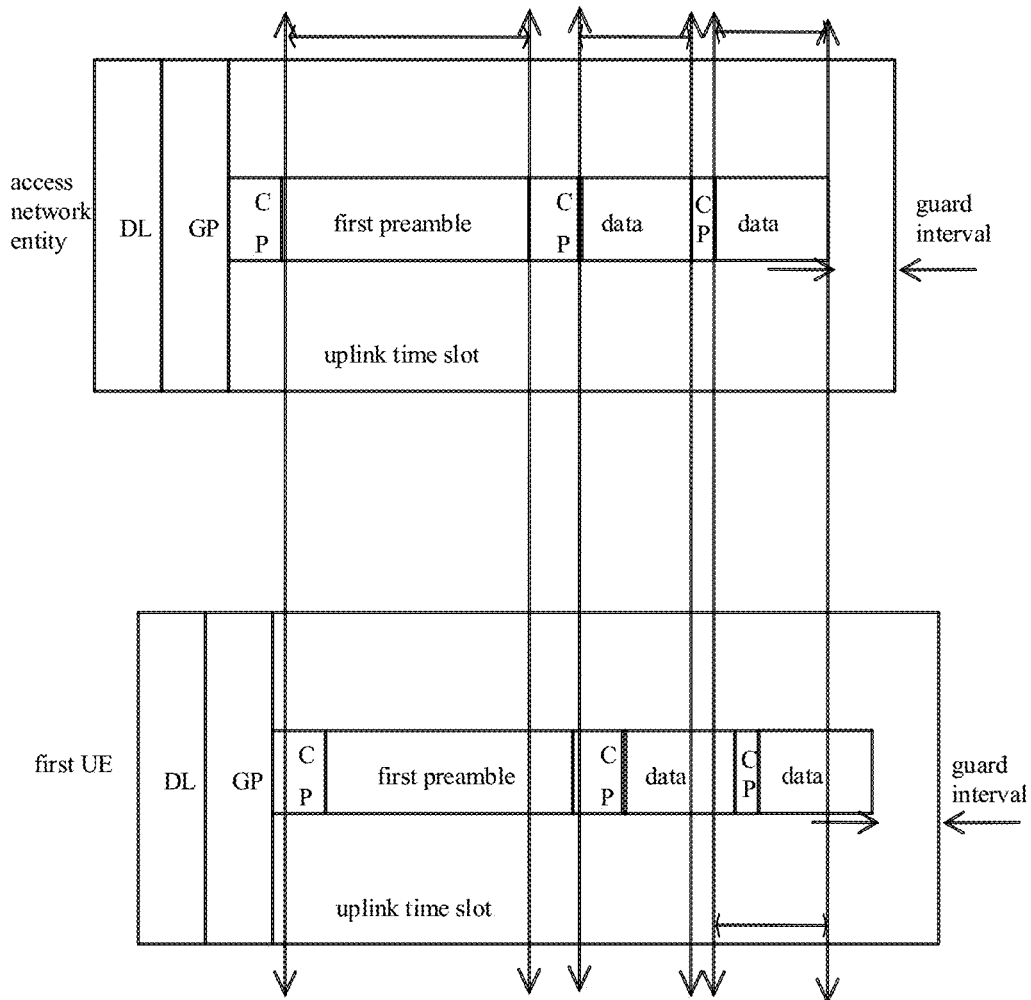 access
network
entity
DL
GP
C
P
first preamble
C
P
data
C
P
data
guard
interval
uplink time slot
first UE
DL
GP
C
P
first preamble
C
P
data
C
P
data
guard
interval
uplink time slot